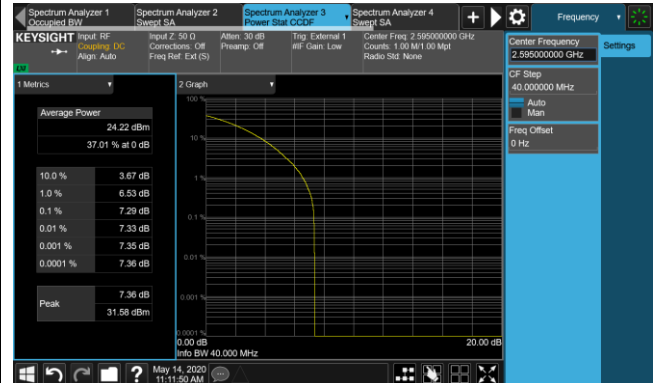 Spectrum Analyzer 1
Occupied BW
Spectrum Analyzer 2
Swept SA
Spectrum Analyzer 3
Power Stat CCDF
Spectrum Analyzer 4
Swept SA
Frequency
KEYSIGHT
Input: RF
Coupling: DC
Align: Auto
Input Z: 50 Ω
Corrections: Off
Freq Ref: Ext (S)
Atten: 30 dB
Preamp: Off
Trig: External 1
#IF Gain: Low
Center Freq: 2.595000000 GHz
Counts: 1.00 M/1.00 Mpt
Radio Std: None
LXI
Center Frequency
2.595000000 GHz
Settings
CF Step
40.000000 MHz
Auto
Man
Freq Offset
0 Hz
1 Metrics
Average Power
24.22 dBm
37.01 % at 0 dB
10.0 % 3.67 dB
1.0 % 6.53 dB
0.1 % 7.29 dB
0.01 % 7.33 dB
0.001 % 7.35 dB
0.0001 % 7.36 dB
Peak
7.36 dB
31.58 dBm
2 Graph
100 %
10 %
1 %
0.1 %
0.01 %
0.001 %
0.0001 %
0.00 dB 20.00 dB
Info BW 40.000 MHz
?
May 14, 2020
11:11:50 AM